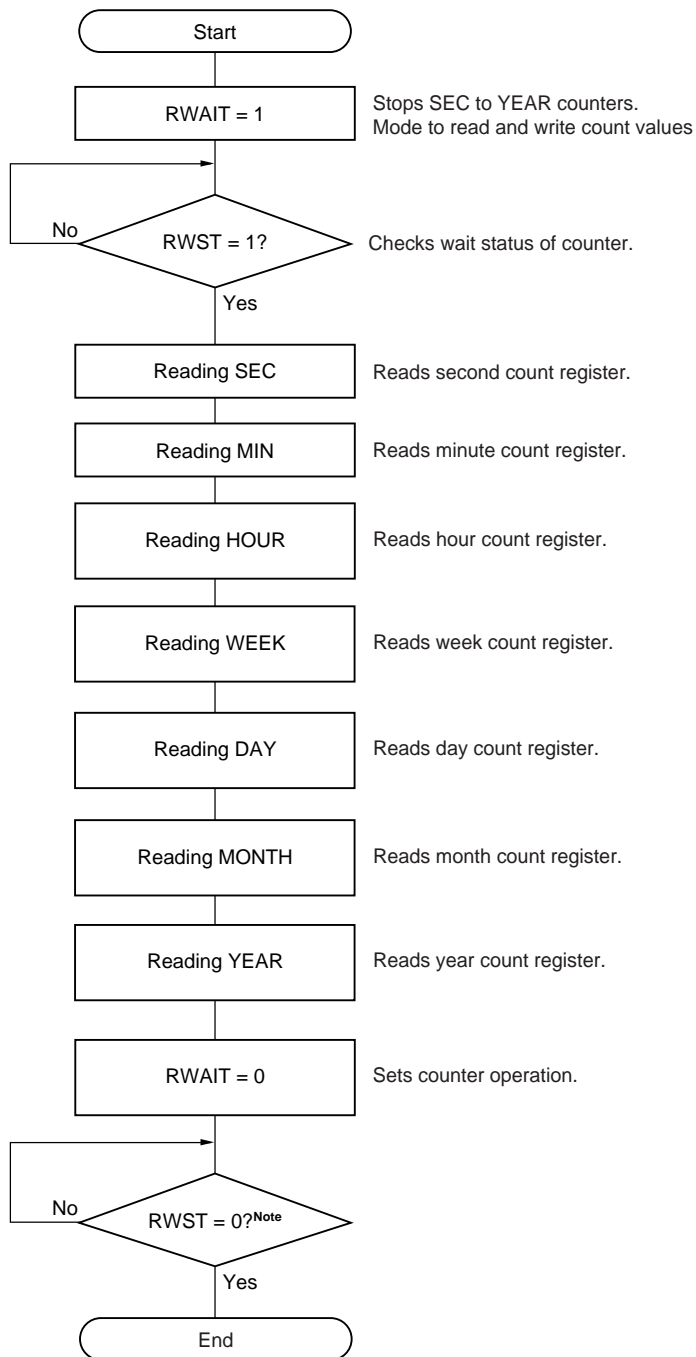 Start
RWAIT = 1
Stops SEC to YEAR counters.
Mode to read and write count values
No
RWST = 1?
Checks wait status of counter.
Yes
Reading SEC
Reads second count register.
Reading MIN
Reads minute count register.
Reading HOUR
Reads hour count register.
Reading WEEK
Reads week count register.
Reading DAY
Reads day count register.
Reading MONTH
Reads month count register.
Reading YEAR
Reads year count register.
RWAIT = 0
Sets counter operation.
No
RWST = 0?Note
Yes
End